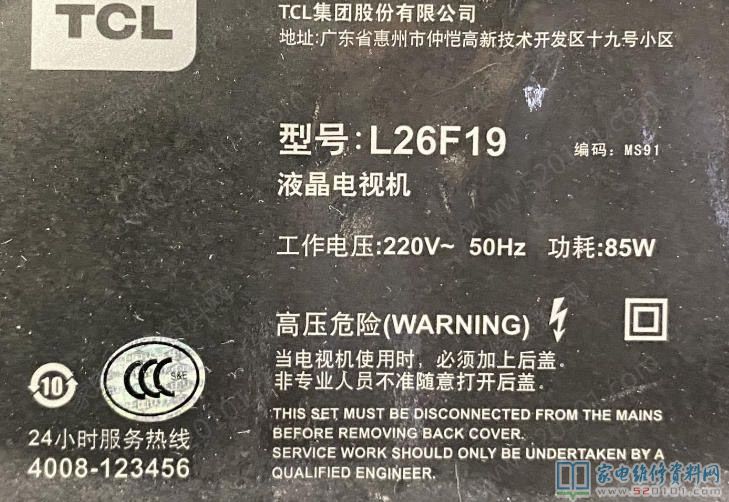 TCL
TCL集团股份有限公司
地址:广东省惠州市仲恺高新技术开发区十九号小区
型号:L26F19
编码: MS91
液晶电视机
工作电压:220V~ 50Hz 功耗:85W
高压危险(WARNING)
当电视机使用时，必须加上后盖。
非专业人员不准随意打开后盖。
10
CCC
S&E
24小时服务热线
4008-123456
THIS SET MUST BE DISCONNECTED FROM THE MAINS
BEFORE REMOVING BACK COVER.
SERVICE WORK SHOULD ONLY BE UNDERTAKEN BY A
QUALIFIED ENGINEER.
家电维修资料网
www.520101.com